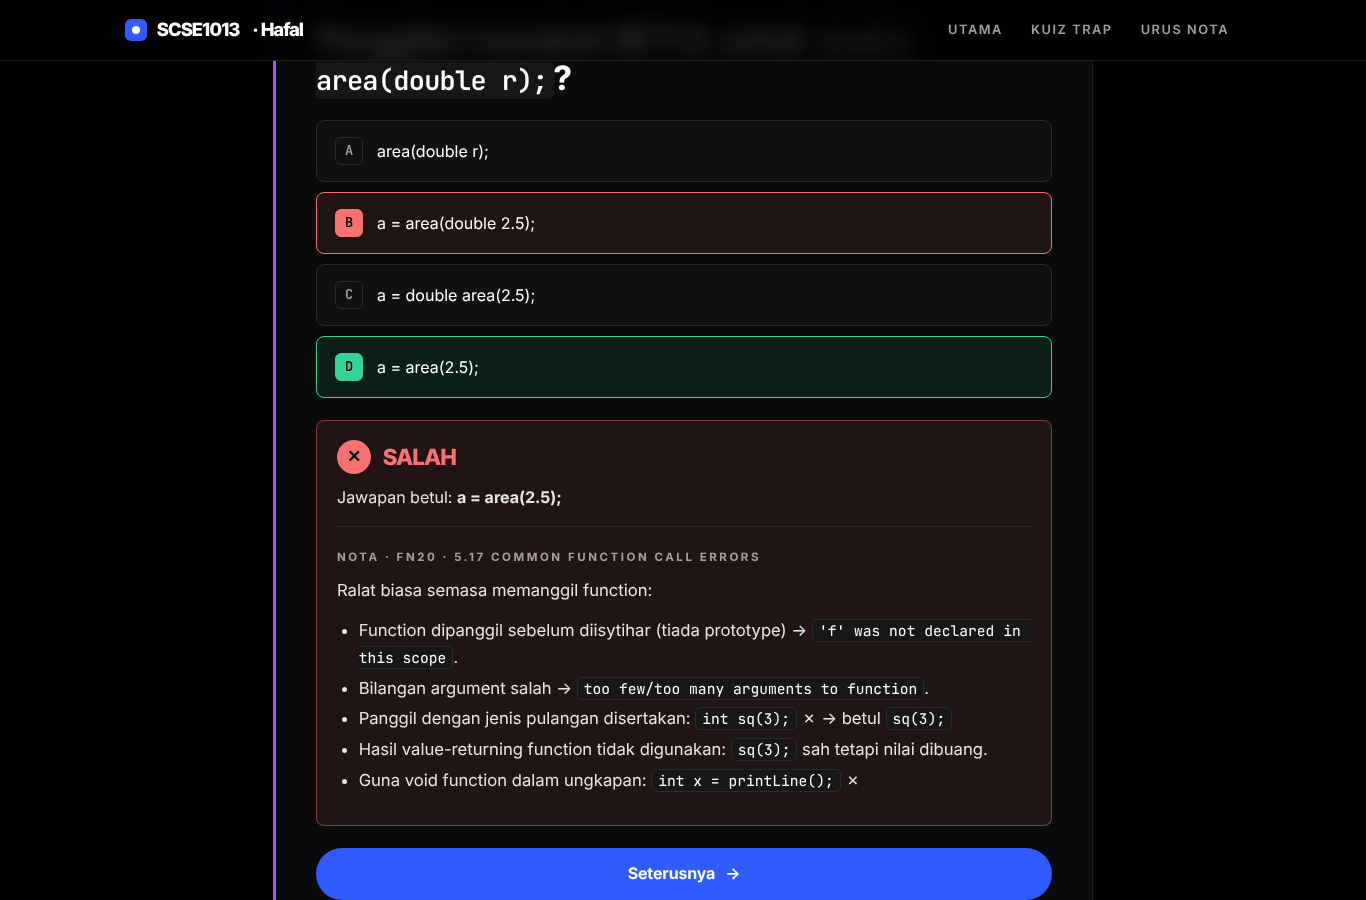 SCSE1013 · Hafal
UTAMA
KUIZ TRAP
URUS NOTA
area(double r);?
A
area(double r);
B
a = area(double 2.5);
C
a = double area(2.5);
D
a = area(2.5);
✕ SALAH
Jawapan betul: a = area(2.5);
NOTA · FN20 · 5.17 COMMON FUNCTION CALL ERRORS
Ralat biasa semasa memanggil function:
• Function dipanggil sebelum diisytihar (tiada prototype) → 'f' was not declared in
this scope.
• Bilangan argument salah → too few/too many arguments to function.
• Panggil dengan jenis pulangan disertakan: int sq(3); ✕ → betul sq(3);
• Hasil value-returning function tidak digunakan: sq(3); sah tetapi nilai dibuang.
• Guna void function dalam ungkapan: int x = printLine(); ✕
Seterusnya →